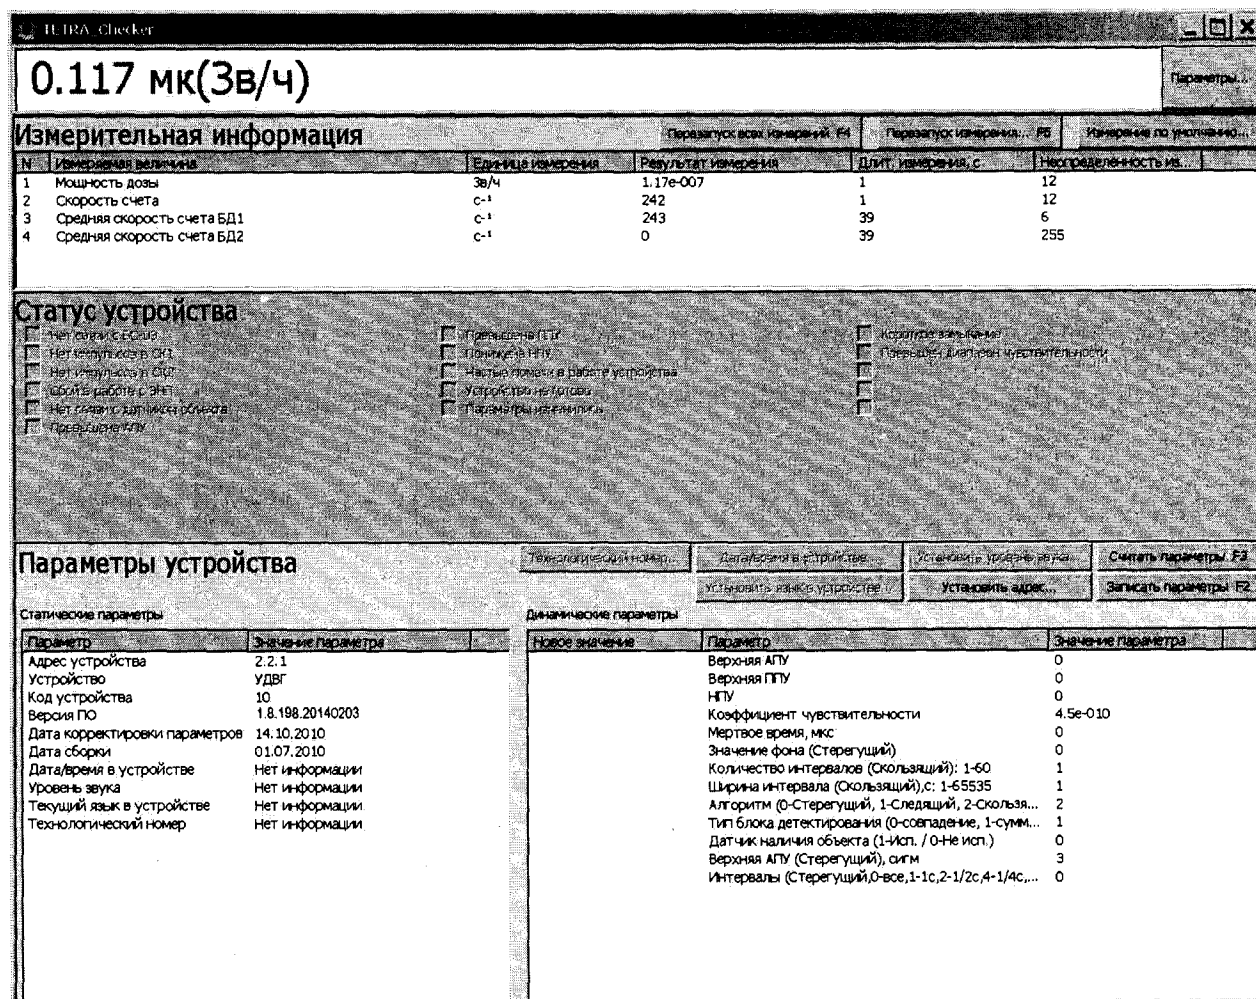 TETRA_Checker
0.117 мк(Зв/ч)
Параметры...
Измерительная информация
Перезапуск всех измерений F4
Перезапуск измерения... F5
Измерение по умолчанию...
N Измеряемая величина Единица измерения Результат измерения Длит. измерения, с Неопределенность из...
1 Мощность дозы Зв/ч 1.17e-007 1 12
2 Скорость счета с-¹ 242 1 12
3 Средняя скорость счета БД1 с-¹ 243 39 6
4 Средняя скорость счета БД2 с-¹ 0 39 255
Статус устройства
Превышена ППУ
Короткое замыкание
Нет импульсов в СК1
Понижена НПУ
Превышен диапазон чувствительности
Нет импульсов в СК2
Настью помехи в работе устройства
Сбой в работе с ЭНП
Устройство не готово
Нет связи с датчиком объекта
Параметры изменились
Превышена АПУ
Параметры устройства
Технологический номер...
Дата/время в устройстве...
Установить уровень звука...
Считать параметры F3
Установить язык в устройстве
Установить адрес...
Записать параметры F2
Статические параметры
Динамические параметры
Параметр Значение параметра
Новое значение Параметр Значение параметра
Адрес устройства 2.2.1
Устройство УДВГ
Код устройства 10
Версия ПО 1.8.198.20140203
Дата корректировки параметров 14.10.2010
Дата сборки 01.07.2010
Дата/время в устройстве Нет информации
Уровень звука Нет информации
Текущий язык в устройстве Нет информации
Технологический номер Нет информации
Верхняя АПУ 0
Верхняя ППУ 0
НПУ 0
Коэффициент чувствительности 4.5e-010
Мертвое время, мкс 0
Значение фона (Стерегущий) 0
Количество интервалов (Скользящий): 1-60 1
Ширина интервала (Скользящий),с: 1-65535 1
Алгоритм (0-Стерегущий, 1-Следящий, 2-Скользя... 2
Тип блока детектирования (0-совпадение, 1-сумм... 1
Датчик наличия объекта (1-Исп. / 0-Не исп.) 0
Верхняя АПУ (Стерегущий), сигм 3
Интервалы (Стерегущий,0-все,1-1с,2-1/2с,4-1/4с,... 0